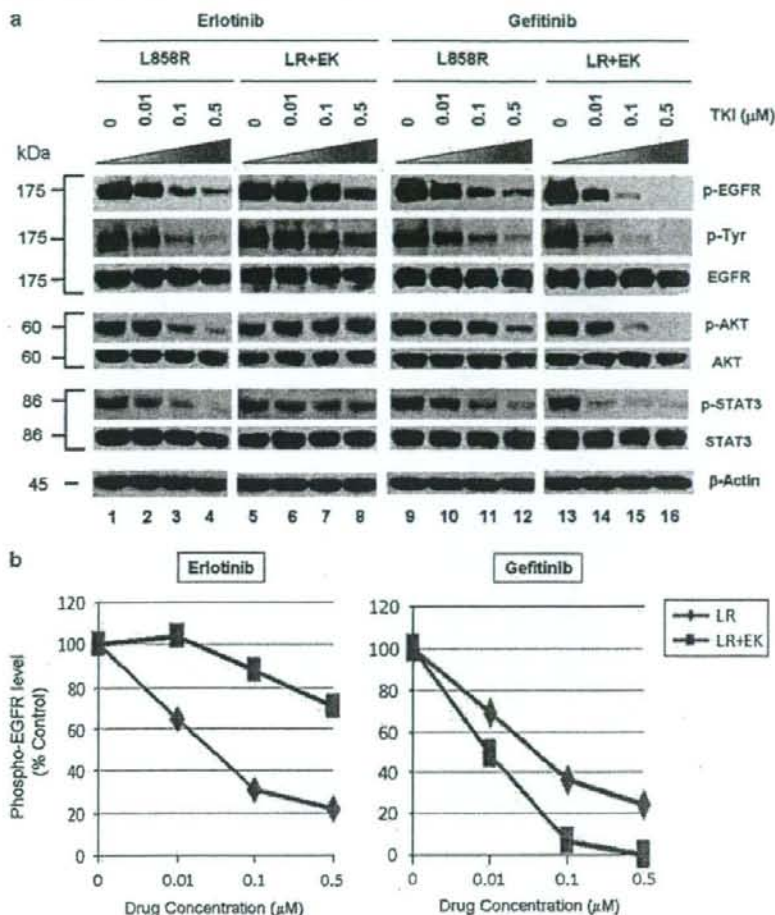 a
Erlotinib Gefitinib
L858R LR+EK L858R LR+EK
0 0.01 0.1 0.5 0 0.01 0.1 0.5 0 0.01 0.1 0.5 0 0.01 0.1 0.5 TKI (μM)
kDa
175 p-EGFR
175 p-Tyr
175 EGFR
60 p-AKT
60 AKT
86 p-STAT3
86 STAT3
45 β-Actin
1 2 3 4 5 6 7 8 9 10 11 12 13 14 15 16
b
Erlotinib
Phospho-EGFR level
(% Control)
120
100
80
60
40
20
0
0 0.01 0.1 0.5
Drug Concentration (μM)
Gefitinib
120
100
80
60
40
20
0
0 0.01 0.1 0.5
Drug Concentration (μM)
LR
LR+EK